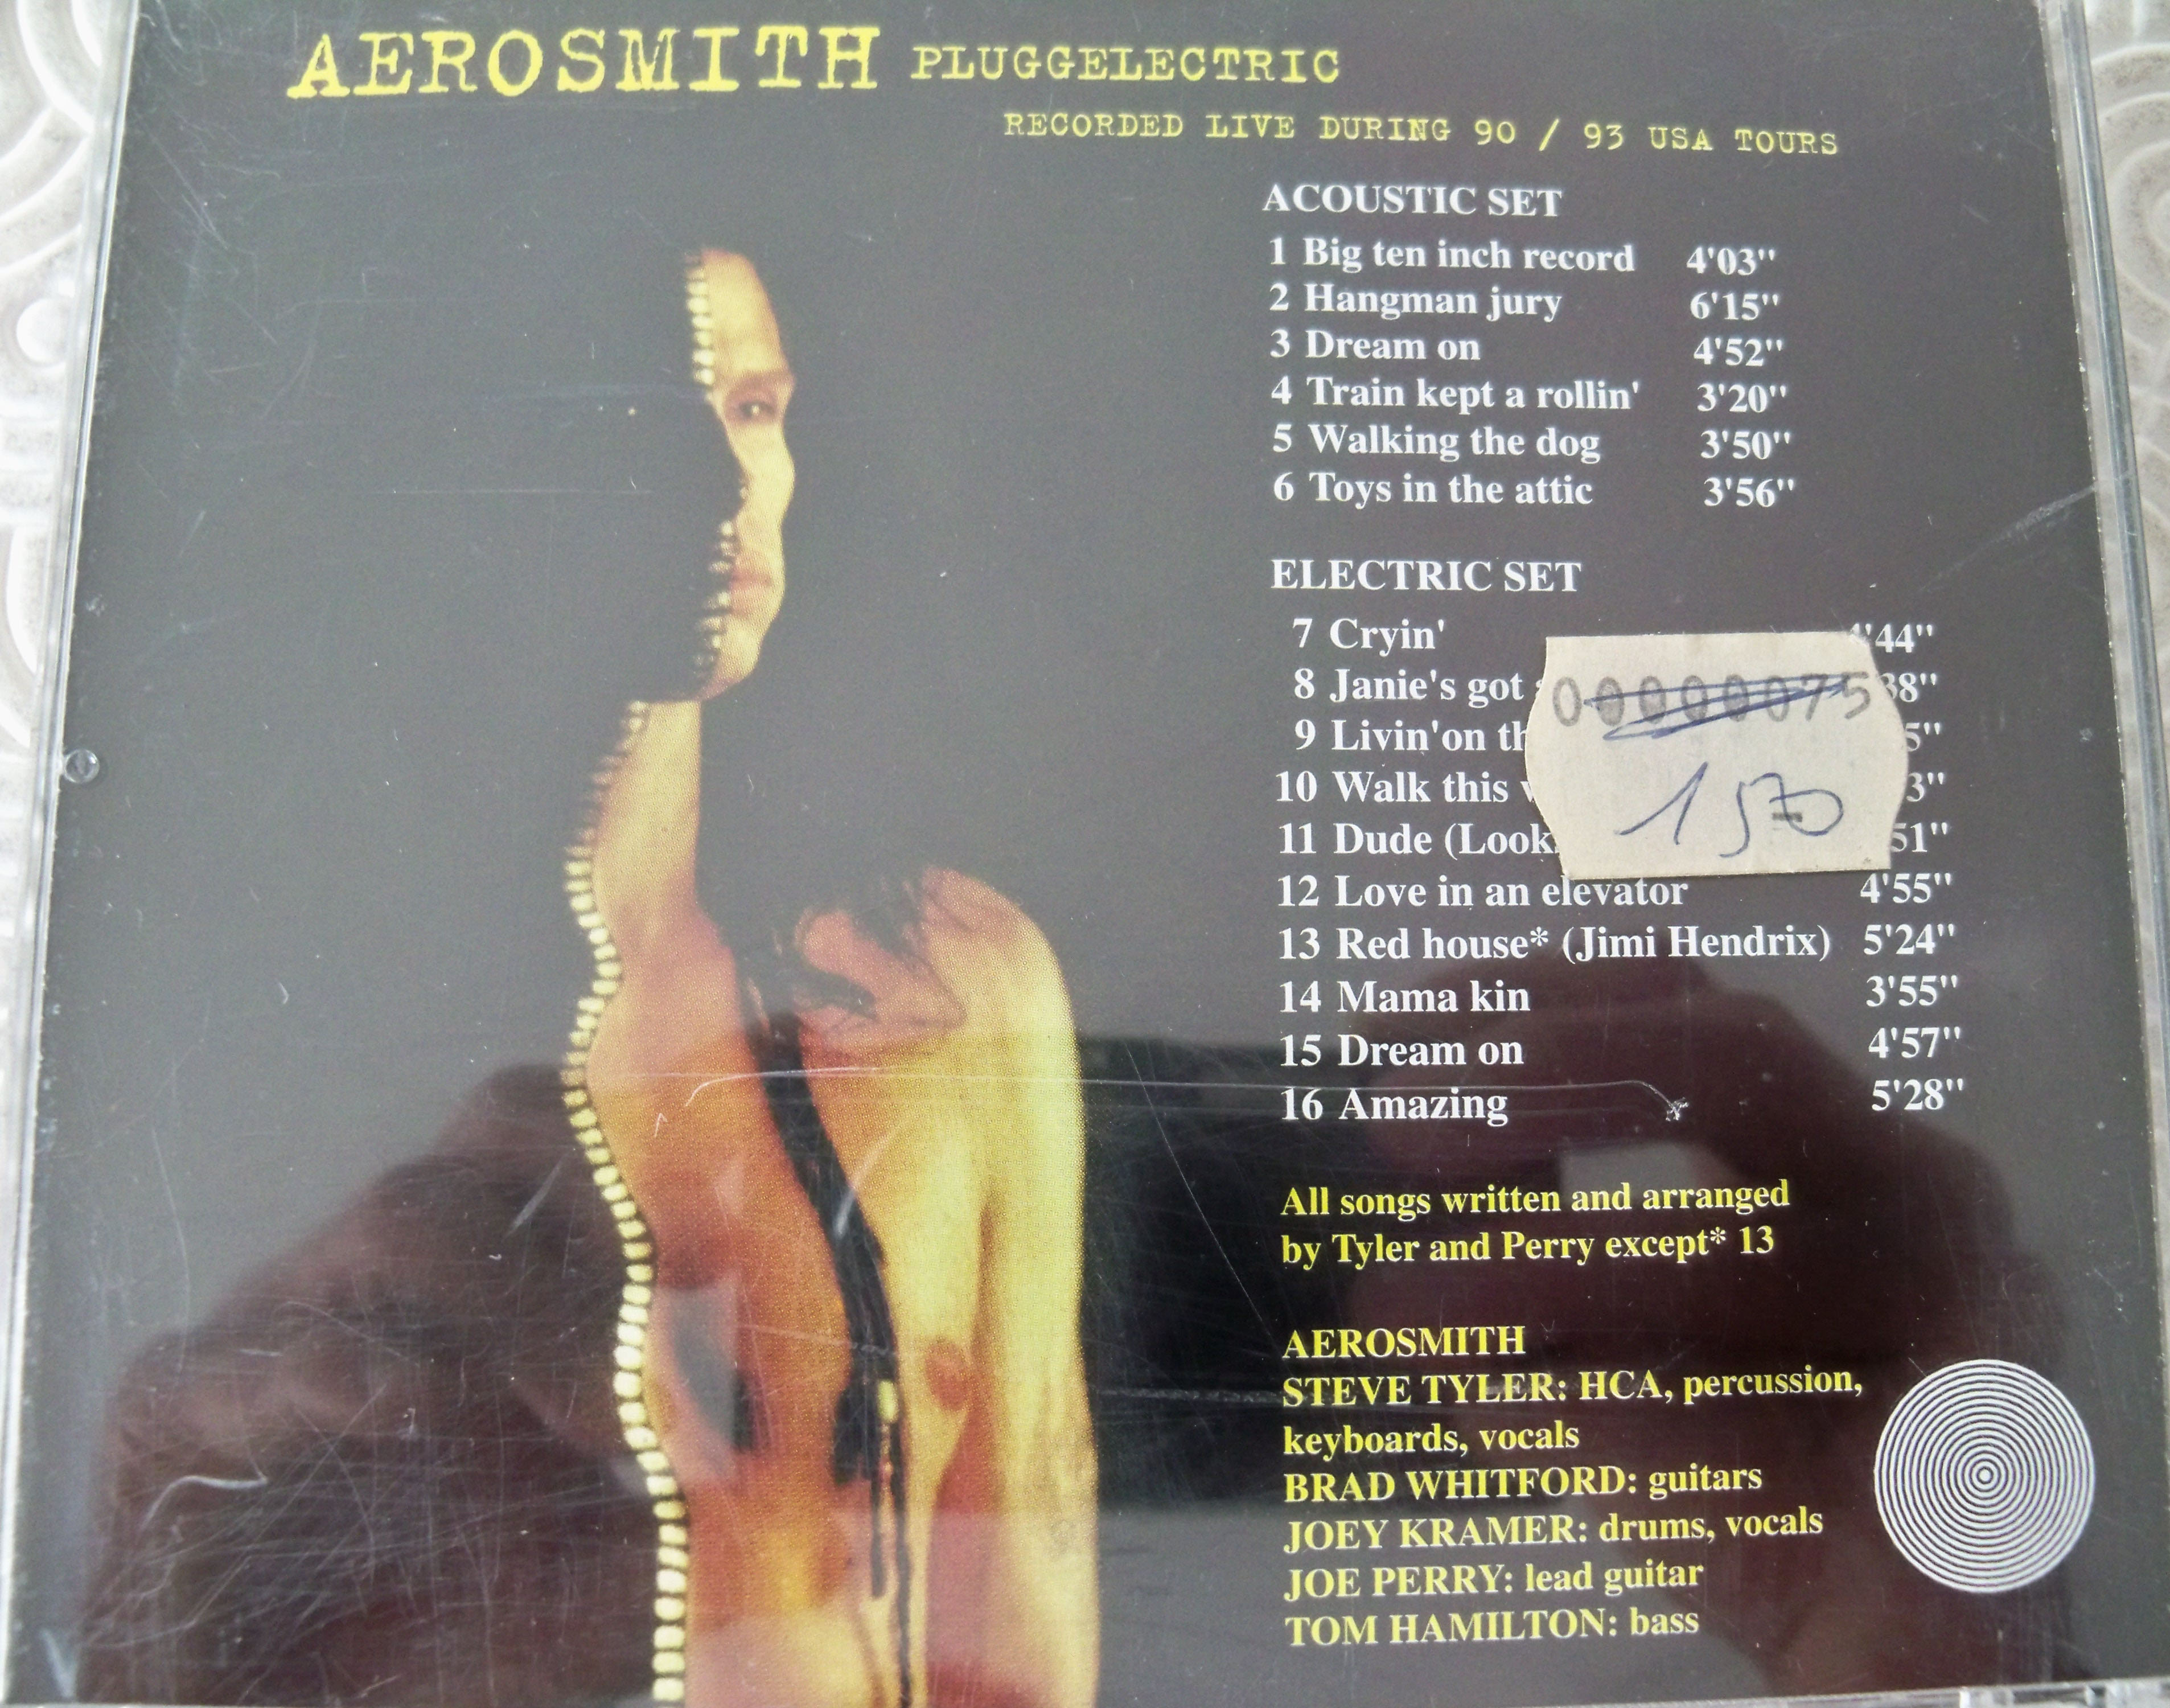 AEROSMITH PLUGGELECTRIC
RECORDED LIVE DURING 90 / 93 USA TOURS
ACOUSTIC SET
1 Big ten inch record 4'03"
2 Hangman jury 6'15"
3 Dream on 4'52"
4 Train kept a rollin' 3'20"
5 Walking the dog 3'50"
6 Toys in the attic 3'56"
ELECTRIC SET
7 Cryin' 4'44"
8 Janie's got
9 Livin'on
10 Walk this
11 Dude
00000075
150
12 Love in an elevator 4'55"
13 Red house* (Jimi Hendrix) 5'24"
14 Mama kin 3'55"
15 Dream on 4'57"
16 Amazing 5'28"
All songs written and arranged
by Tyler and Perry except* 13
AEROSMITH
STEVE TYLER: HCA, percussion,
keyboards, vocals
BRAD WHITFORD: guitars
JOEY KRAMER: drums, vocals
JOE PERRY: lead guitar
TOM HAMILTON: bass